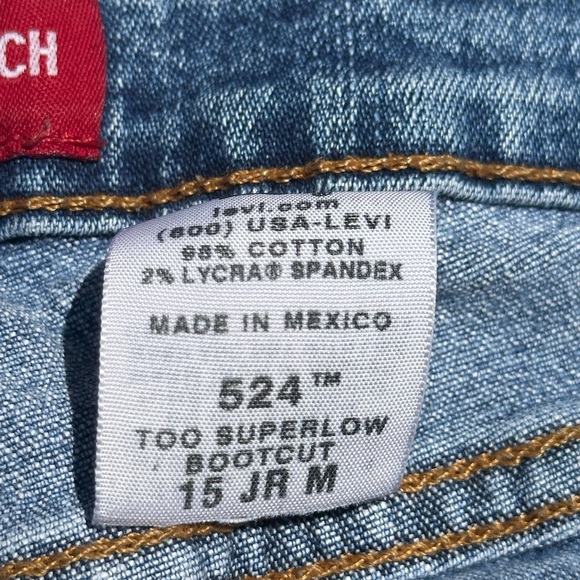 CH
levi.com
(800) USA-LEVI
98% COTTON
2% LYCRA® SPANDEX
MADE IN MEXICO
524™
TOO SUPERLOW
BOOTCUT
15 JR M